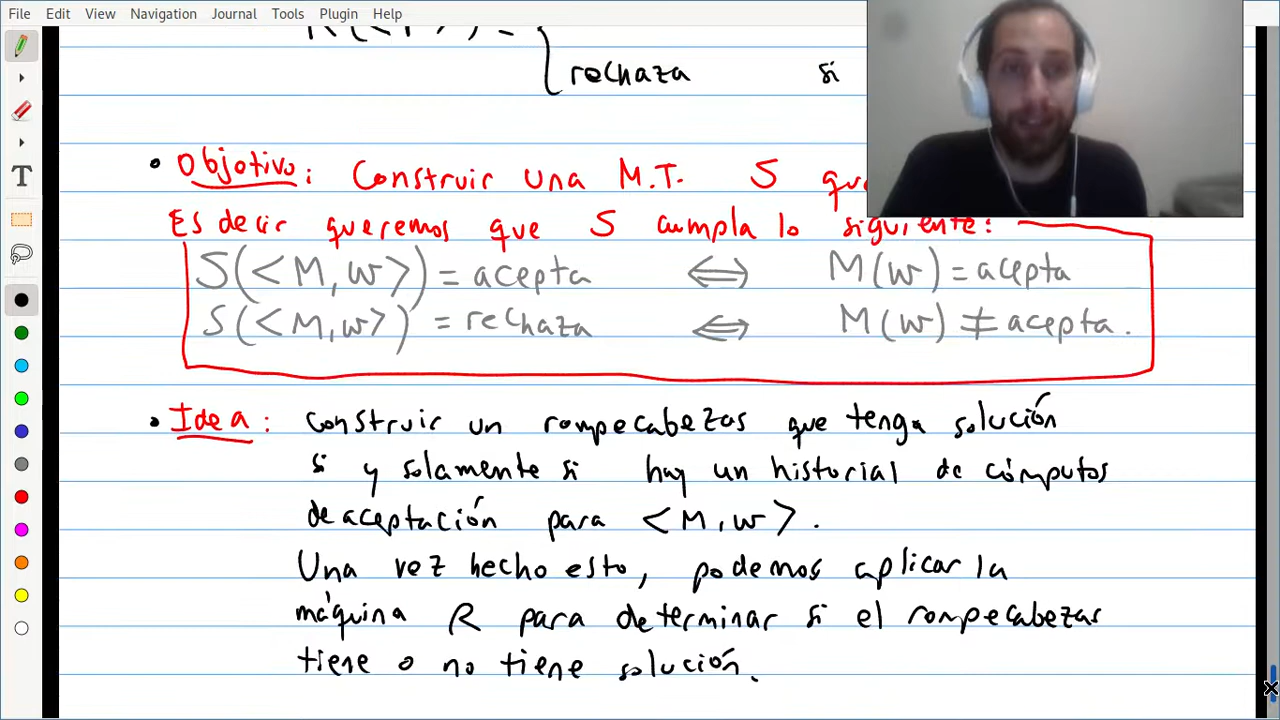 File Edit View Navigation Journal Tools Plugin Help
rechaza si
• Objetivo: Construir una M.T. S que
Es decir queremos que S cumpla lo siguiente:
S(<M,w>) = acepta ⟺ M(w) = acepta
S(<M,w>) = rechaza ⟺ M(w) ≠ acepta.
• Idea: construir un rompecabezas que tenga solución
si y solamente si hay un historial de cómputos
de aceptación para <M,w>.
Una vez hecho esto, podemos aplicar la
máquina R para determinar si el rompecabezas
tiene o no tiene solución.